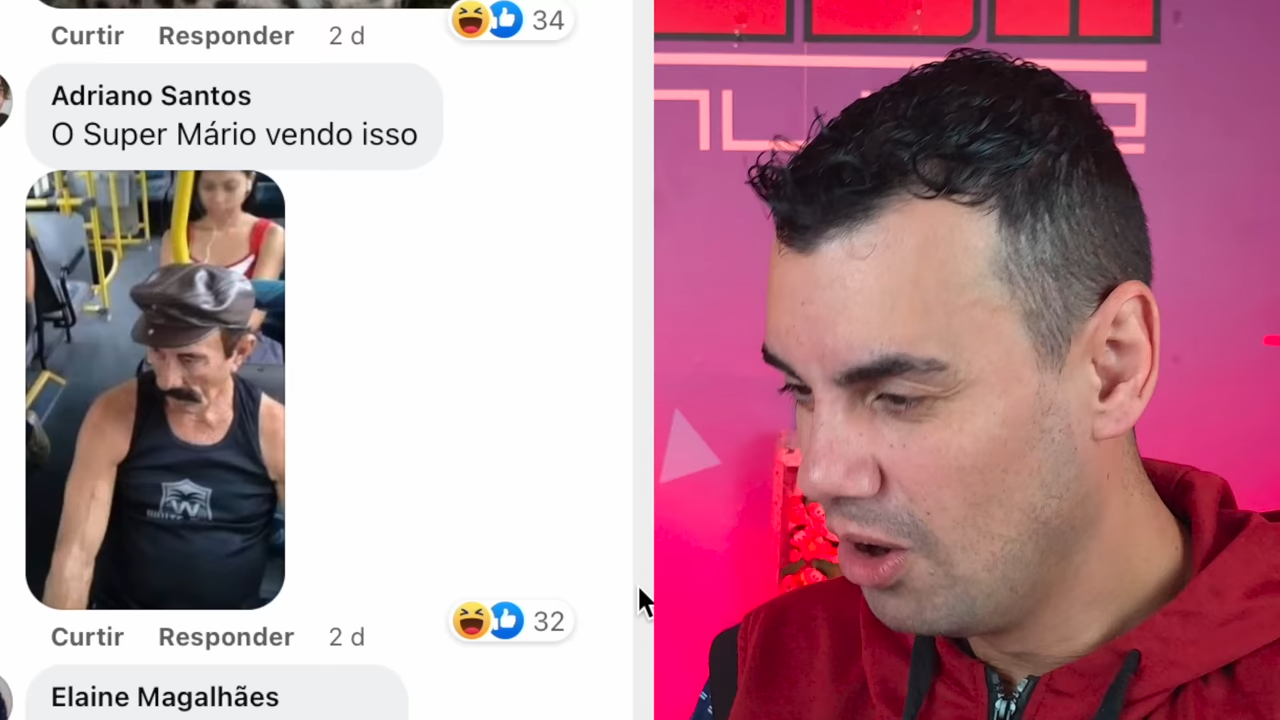 Curtir Responder 2 d 34
Adriano Santos
O Super Mário vendo isso
Curtir Responder 2 d 32
Elaine Magalhães